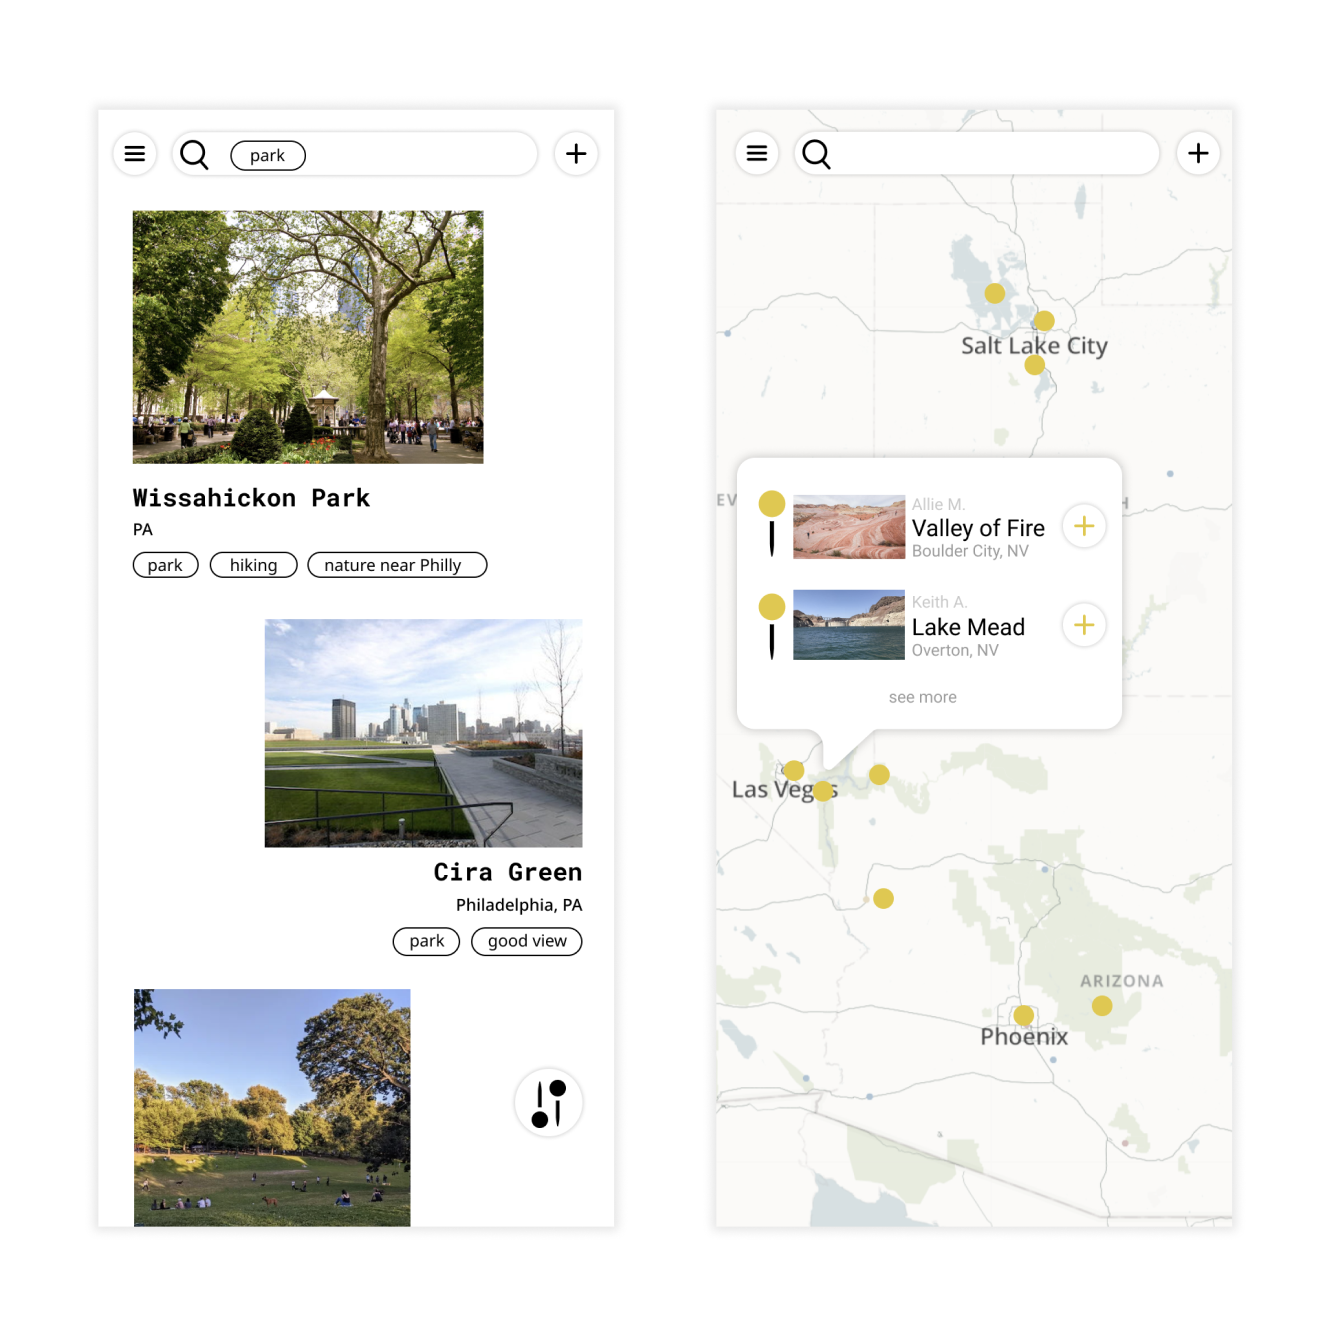 park
Wissahickon Park
PA
park
hiking
nature near Philly
Cira Green
Philadelphia, PA
park
good view
Salt Lake City
EV
H
Allie M.
Valley of Fire
Boulder City, NV
Keith A.
Lake Mead
Overton, NV
see more
Las Vegas
ARIZONA
Phoenix